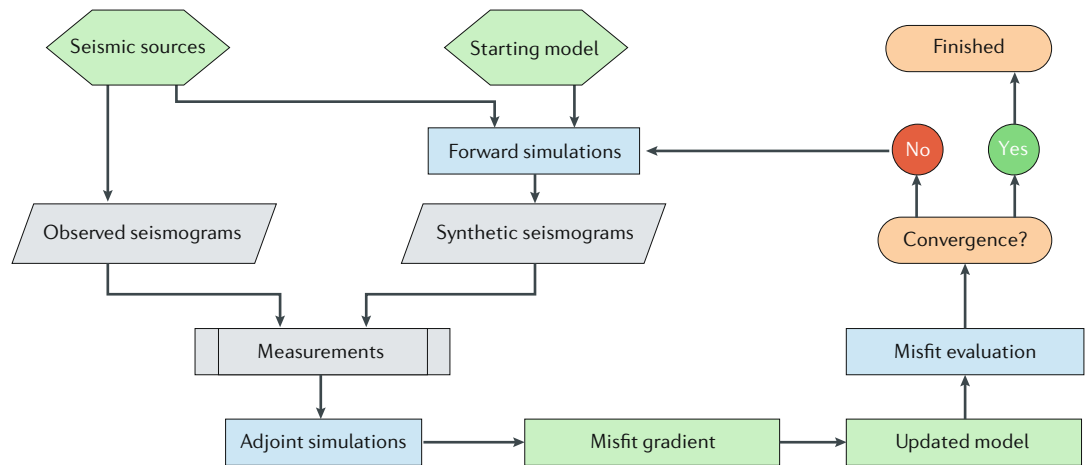 Seismic sources
Starting model
Finished
Forward simulations
No
Yes
Observed seismograms
Synthetic seismograms
Convergence?
Measurements
Misfit evaluation
Adjoint simulations
Misfit gradient
Updated model